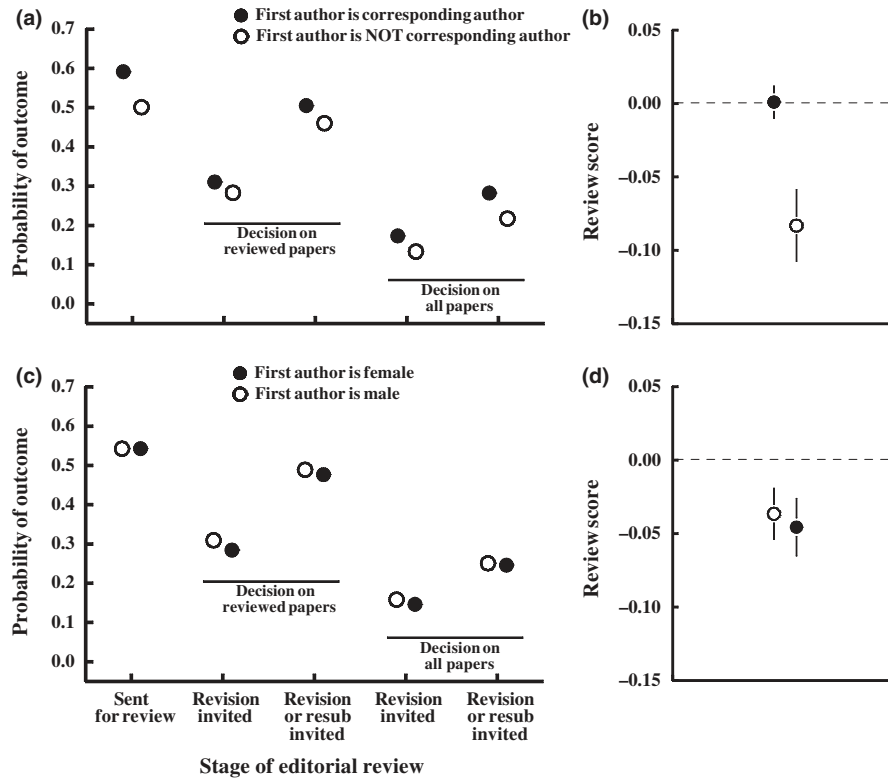 (a)
First author is corresponding author
First author is NOT corresponding author
0.7
0.6
0.5
0.4
0.3
0.2
0.1
0.0
Probability of outcome
Decision on
reviewed papers
Decision on
all papers
(b)
0.05
0.00
−0.05
−0.10
−0.15
Review score
(c)
First author is female
First author is male
0.7
0.6
0.5
0.4
0.3
0.2
0.1
0.0
Probability of outcome
Decision on
reviewed papers
Decision on
all papers
Sent
for review
Revision
invited
Revision
or resub
invited
Revision
invited
Revision
or resub
invited
Stage of editorial review
(d)
0.05
0.00
−0.05
−0.10
−0.15
Review score